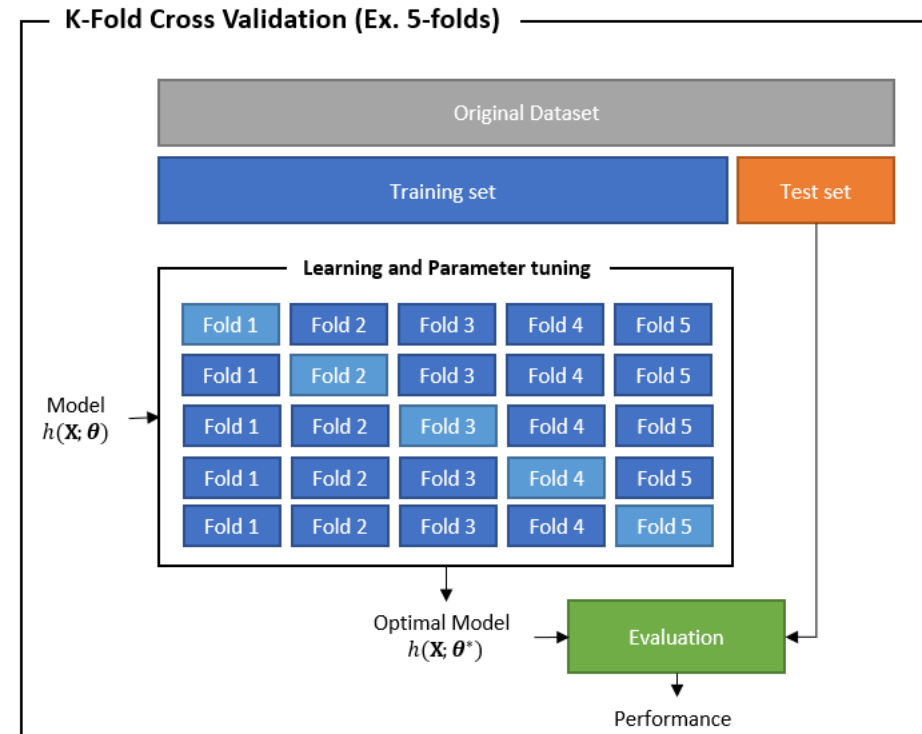 K-Fold Cross Validation (Ex. 5-folds)
Original Dataset
Training set
Test set
Learning and Parameter tuning
Fold 1 Fold 2 Fold 3 Fold 4 Fold 5
Fold 1 Fold 2 Fold 3 Fold 4 Fold 5
Model
h(X; θ)
Fold 1 Fold 2 Fold 3 Fold 4 Fold 5
Fold 1 Fold 2 Fold 3 Fold 4 Fold 5
Fold 1 Fold 2 Fold 3 Fold 4 Fold 5
Optimal Model
h(X; θ*)
Evaluation
Performance